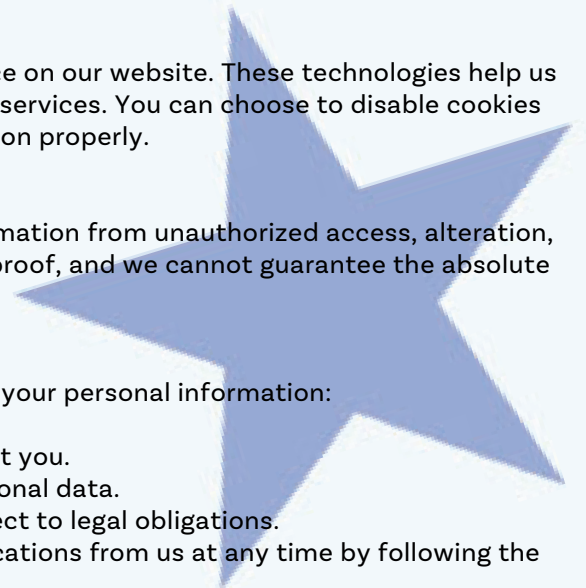 e on our website. These technologies help us
services. You can choose to disable cookies
on properly.
mation from unauthorized access, alteration,
proof, and we cannot guarantee the absolute
your personal information:
t you.
onal data.
ect to legal obligations.
cations from us at any time by following the